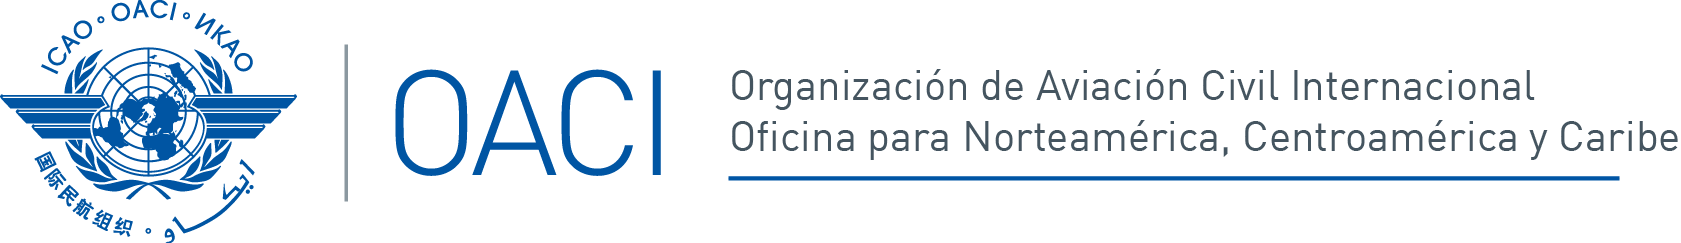 ICAO ° OACI ° ИКАО
国际民航组织 ° ايكاو
OACI
Organización de Aviación Civil Internacional
Oficina para Norteamérica, Centroamérica y Caribe